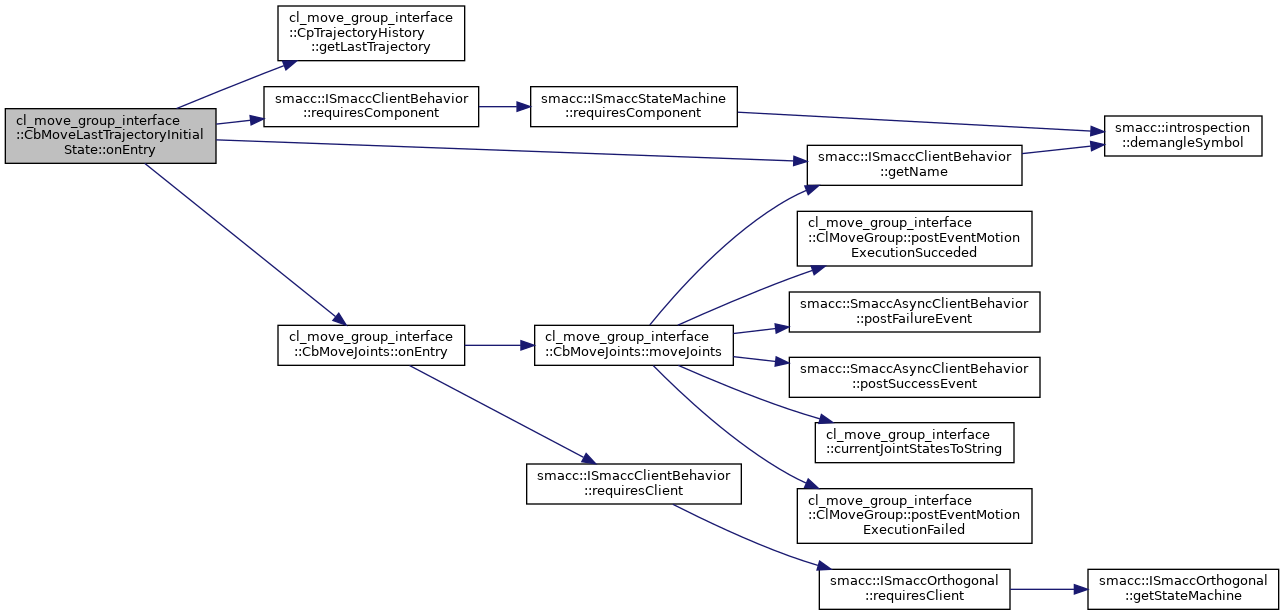 cl_move_group_interface
::CpTrajectoryHistory
::getLastTrajectory
smacc::ISmaccClientBehavior
::requiresComponent
smacc::ISmaccStateMachine
::requiresComponent
cl_move_group_interface
::CbMoveLastTrajectoryInitial
State::onEntry
smacc::introspection
::demangleSymbol
smacc::ISmaccClientBehavior
::getName
cl_move_group_interface
::ClMoveGroup::postEventMotion
ExecutionSucceded
smacc::SmaccAsyncClientBehavior
::postFailureEvent
cl_move_group_interface
::CbMoveJoints::onEntry
cl_move_group_interface
::CbMoveJoints::moveJoints
smacc::SmaccAsyncClientBehavior
::postSuccessEvent
cl_move_group_interface
::currentJointStatesToString
smacc::ISmaccClientBehavior
::requiresClient
cl_move_group_interface
::ClMoveGroup::postEventMotion
ExecutionFailed
smacc::ISmaccOrthogonal
::requiresClient
smacc::ISmaccOrthogonal
::getStateMachine